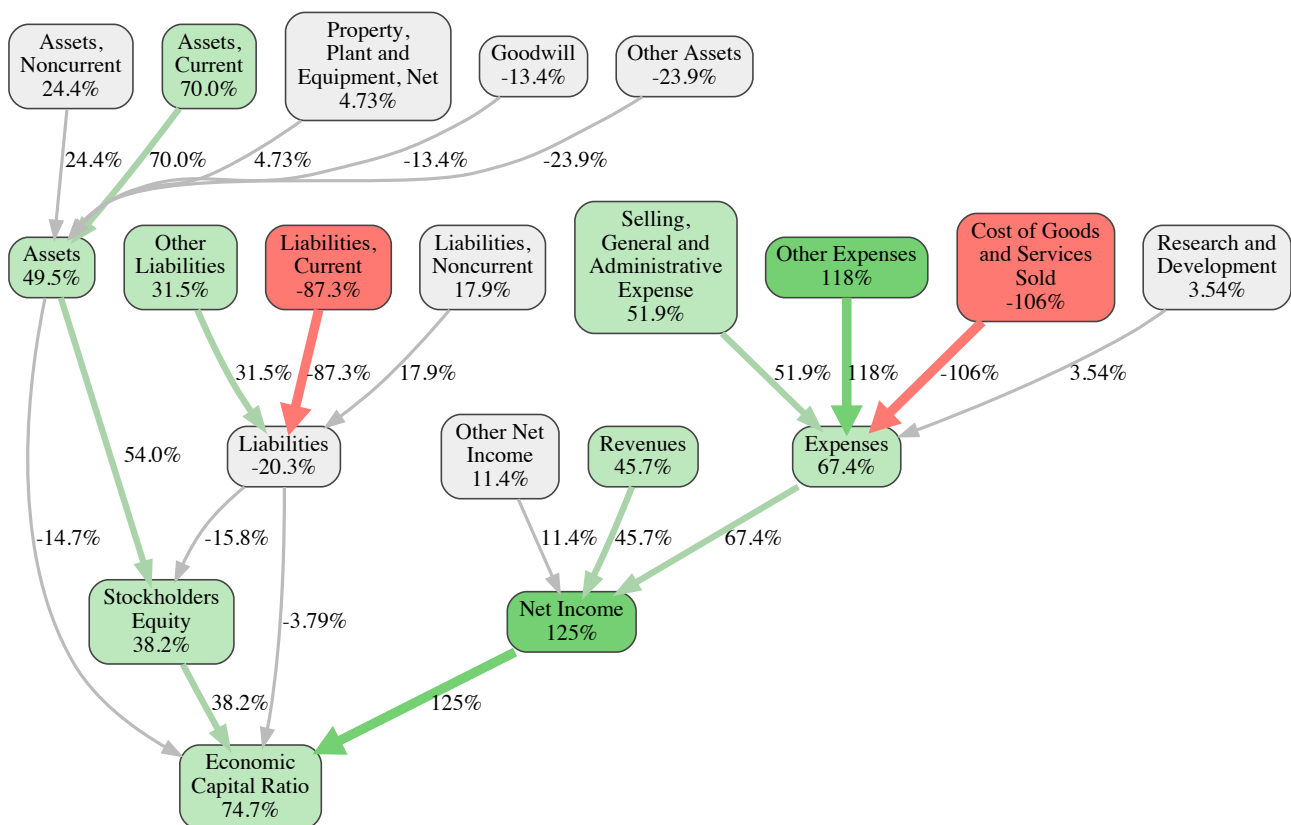 Assets,
Noncurrent
24.4%
Assets,
Current
70.0%
Property,
Plant and
Equipment, Net
4.73%
Goodwill
-13.4%
Other Assets
-23.9%
24.4%
70.0%
4.73%
-13.4%
-23.9%
Assets
49.5%
Other
Liabilities
31.5%
Liabilities,
Current
-87.3%
Liabilities,
Noncurrent
17.9%
Selling,
General and
Administrative
Expense
51.9%
Other Expenses
118%
Cost of Goods
and Services
Sold
-106%
Research and
Development
3.54%
31.5%
-87.3%
17.9%
51.9%
118%
-106%
3.54%
54.0%
Liabilities
-20.3%
Other Net
Income
11.4%
Revenues
45.7%
Expenses
67.4%
-14.7%
-15.8%
11.4%
45.7%
67.4%
Stockholders
Equity
38.2%
-3.79%
Net Income
125%
38.2%
125%
Economic
Capital Ratio
74.7%